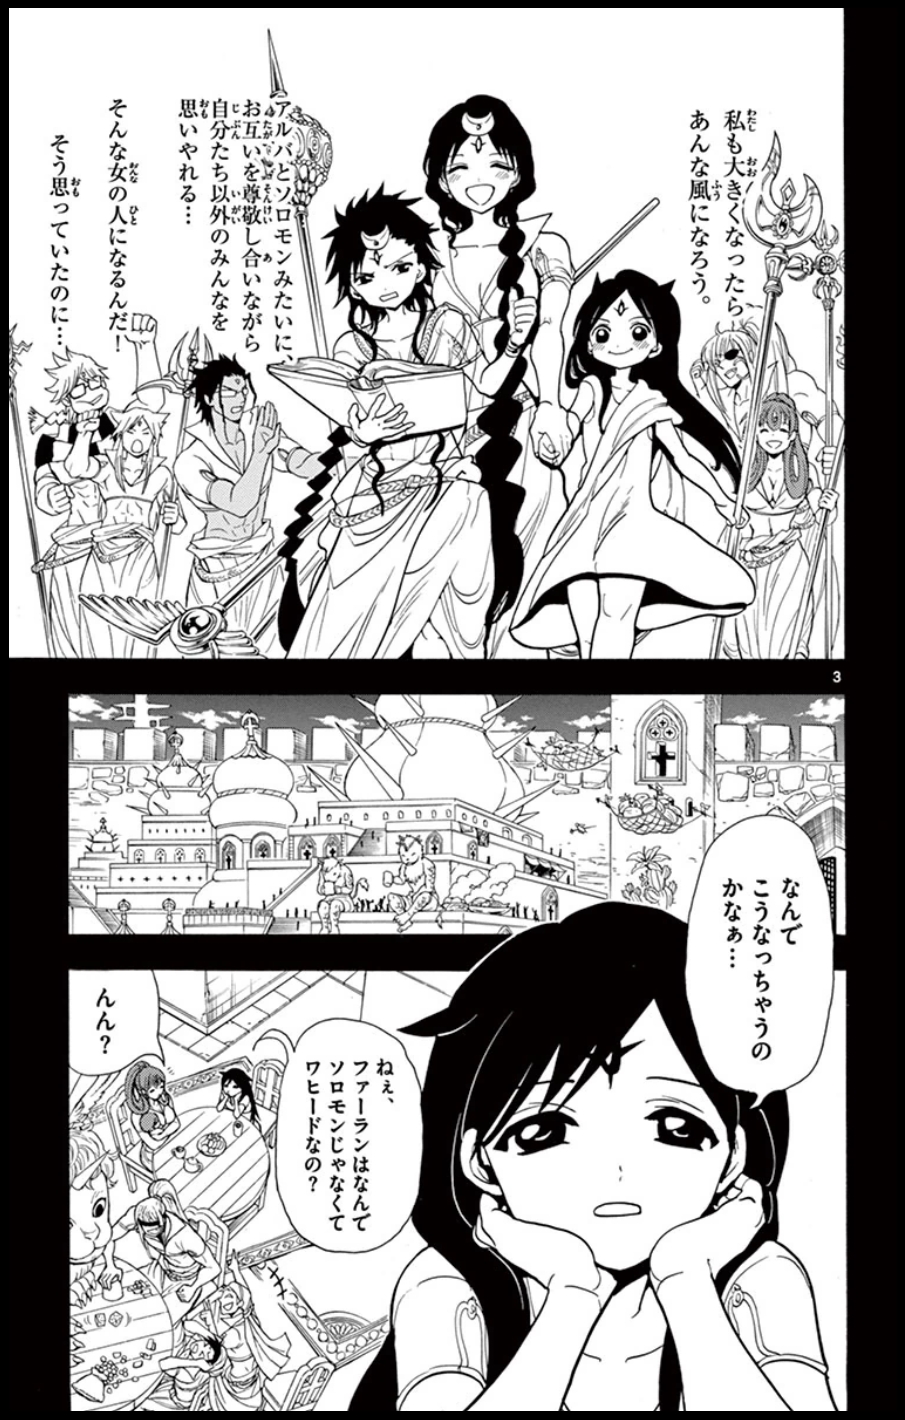 私も大きくなったら
あんな風になろう。
アルバとソロモンみたいに、
お互いを尊敬し合いながら
自分たち以外のみんなを
思いやれる…
そんな女の人になるんだ！
そう思っていたのに…
3
なんで
こうなっちゃうの
かなぁ…
ねぇ、
ファーランはなんで
ソロモンじゃなくて
ワヒードなの？
んん？